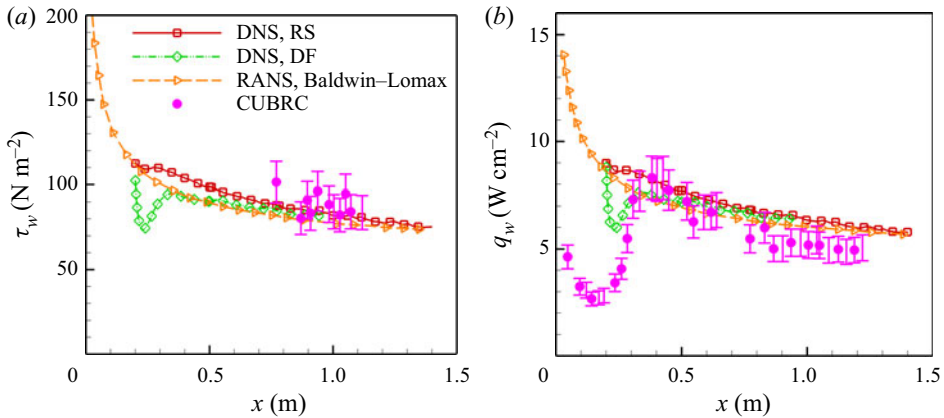 (a)
200
150
100
50
0
0.5
1.0
1.5
x (m)
τw (N m−2)
DNS, RS
DNS, DF
RANS, Baldwin–Lomax
CUBRC
(b)
15
10
5
0
0.5
1.0
1.5
x (m)
qw (W cm−2)